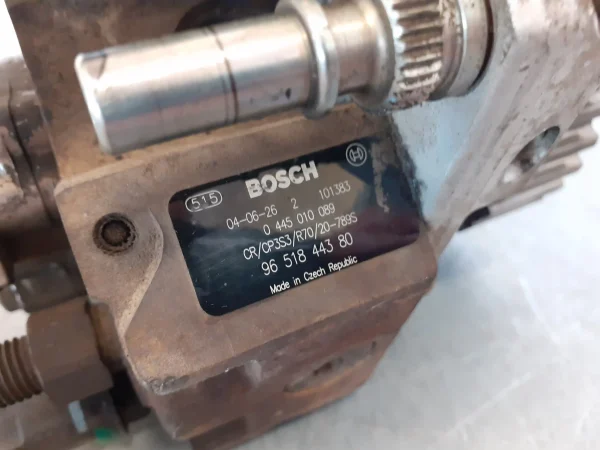 515 BOSCH
04-06-26 2 101383
0 445 010 089
CR/CP3S3/R70/20-789S
96 518 443 80
Made in Czech Republic